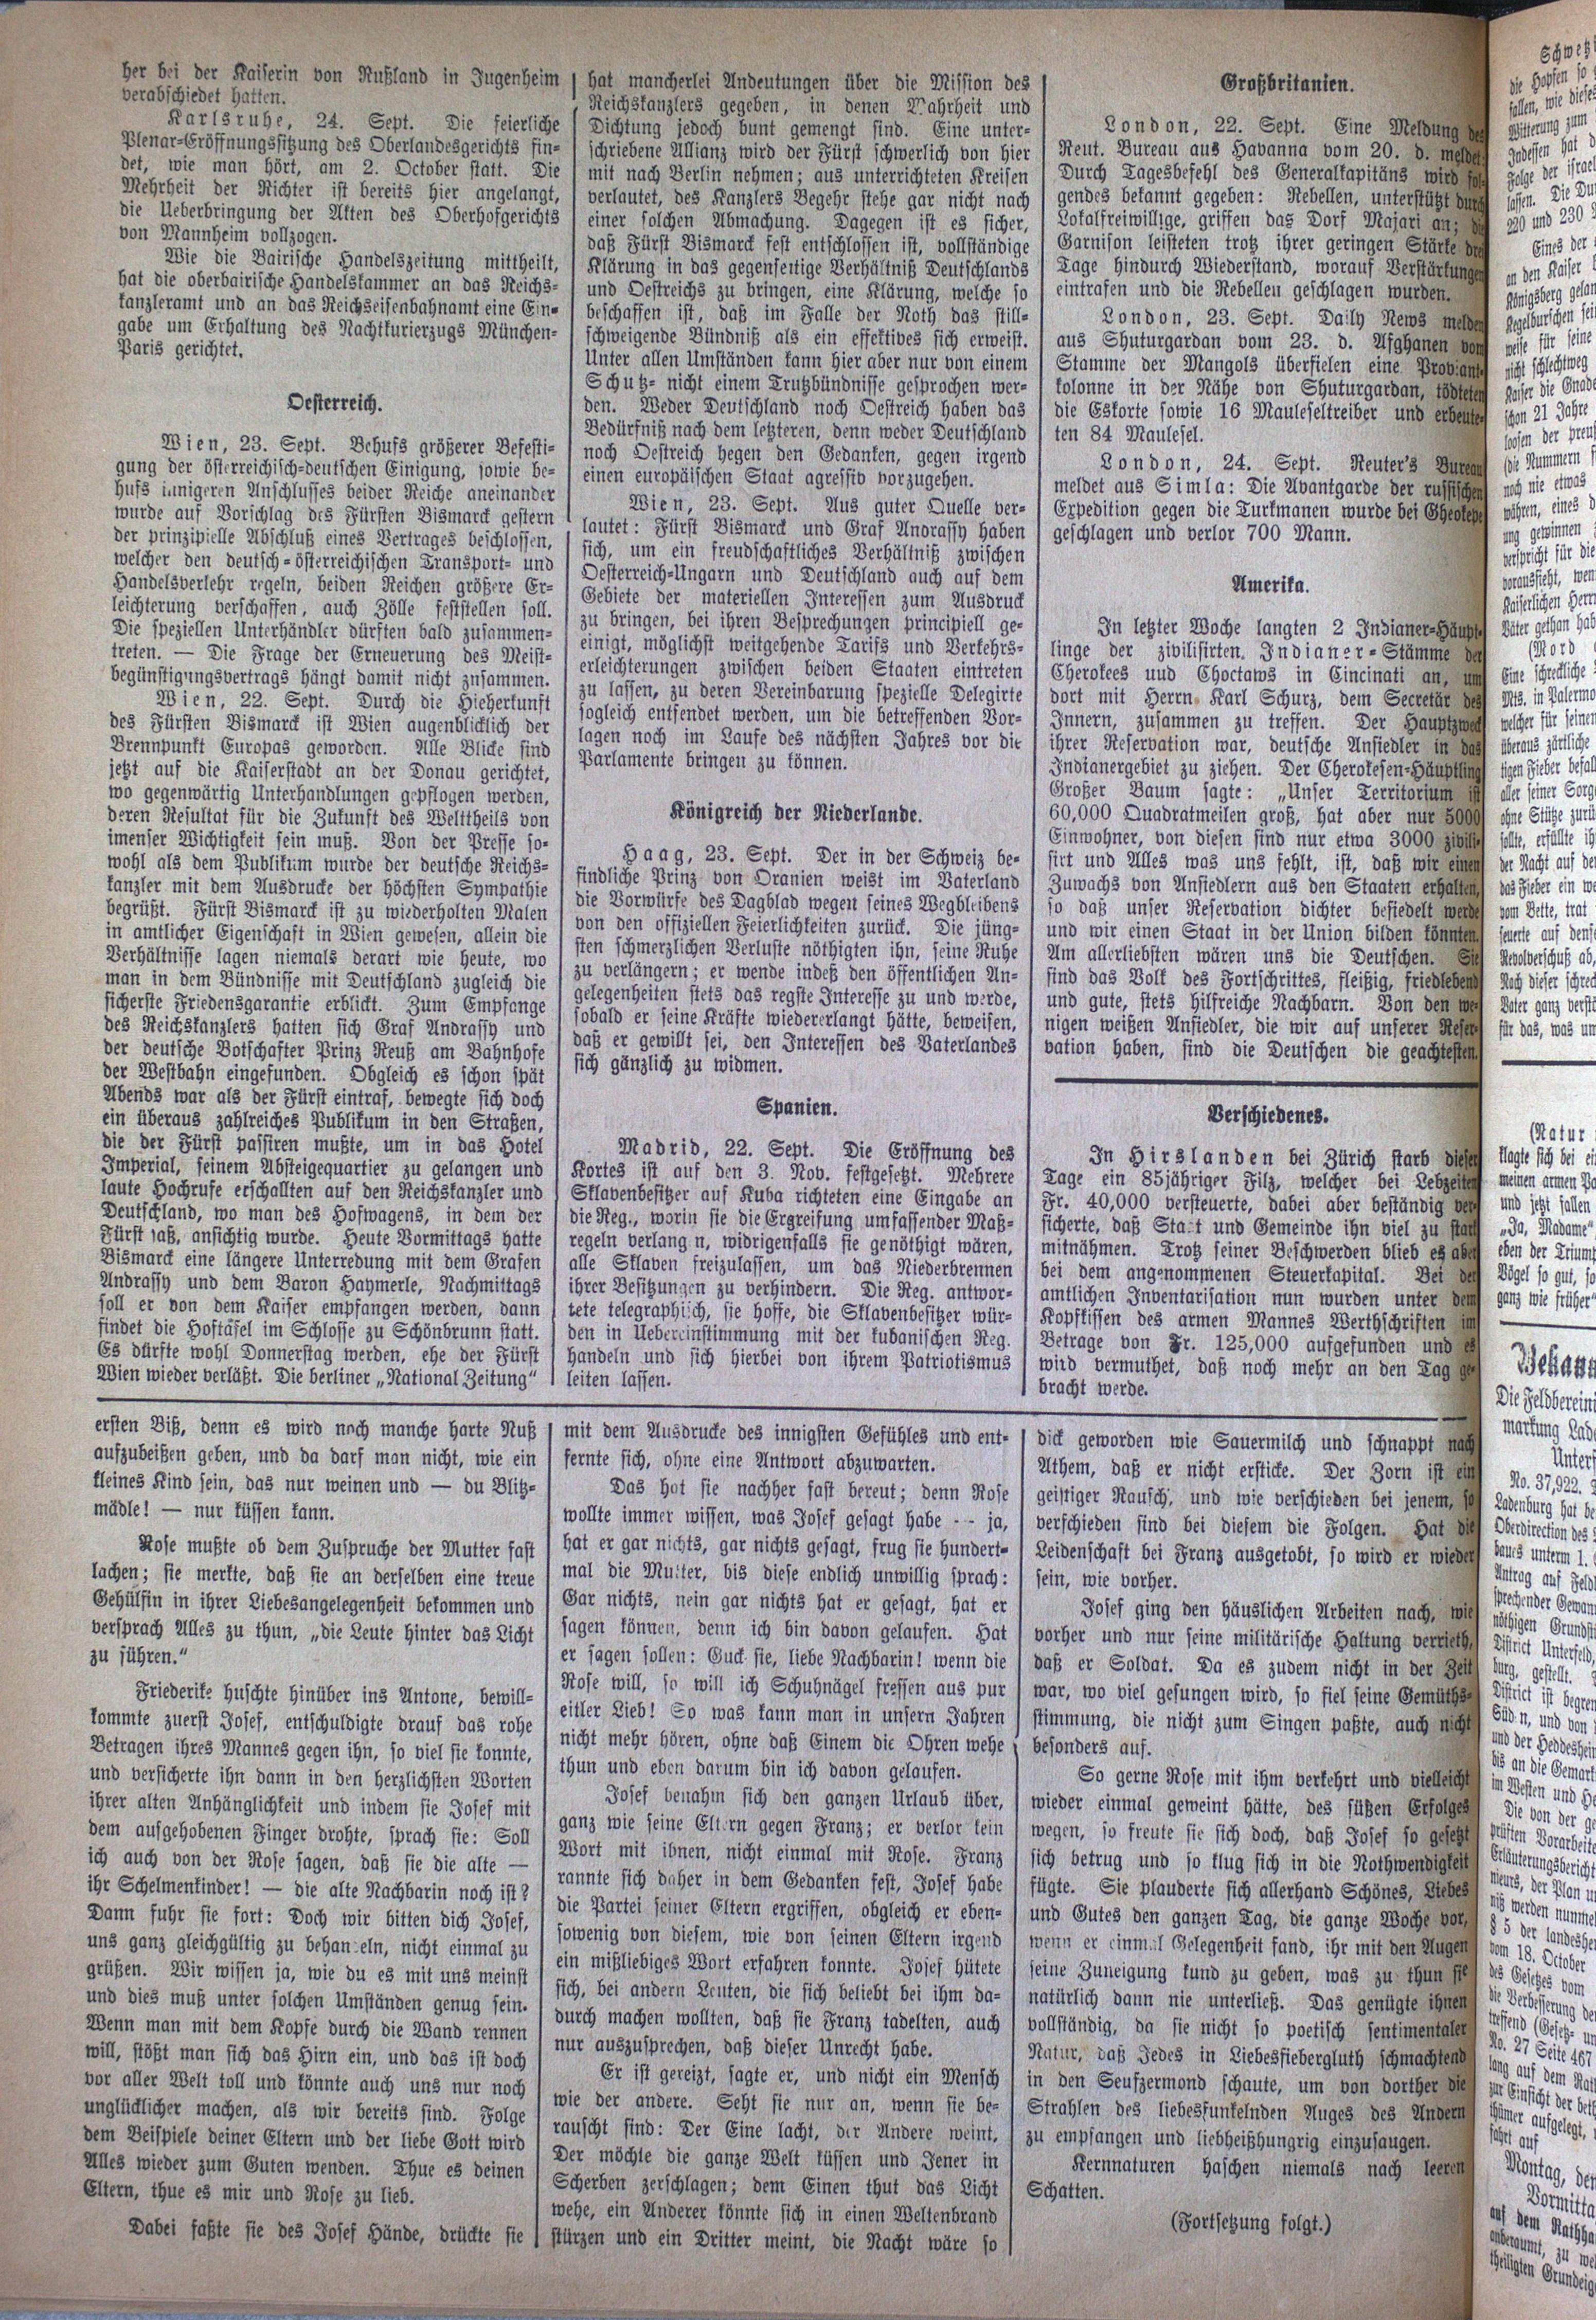 her bei der Kaiserin von Rußland in Jugenheim
verabschiedet hatten.
Karlsruhe, 24. Sept. Die feierliche
Plenar-Eröffnungssitzung des Oberlandesgerichts fin-
det, wie man hört, am 2. October statt. Die
Mehrheit der Richter ist bereits hier angelangt,
die Ueberbringung der Akten des Oberhofgerichts
von Mannheim vollzogen.
Wie die Bairische Handelszeitung mittheilt,
hat die oberbairische Handelskammer an das Reichs-
kanzleramt und an das Reichseisenbahnamt eine Ein-
gabe um Erhaltung des Nachtkurierzugs München-
Paris gerichtet.
Oesterreich.
Wien, 23. Sept. Behufs größerer Befesti-
gung der österreichisch-deutschen Einigung, sowie be-
hufs innigeren Anschlusses beider Reiche aneinander
wurde auf Vorschlag des Fürsten Bismarck gestern
der prinzipielle Abschluß eines Vertrages beschlossen,
welcher den deutsch-österreichischen Transport- und
Handelsverlehr regeln, beiden Reichen größere Er-
leichterung verschaffen, auch Zölle feststellen soll.
Die speziellen Unterhändler dürften bald zusammen-
treten. — Die Frage der Erneuerung des Meist-
begünstigungsvertrags hängt damit nicht zusammen.
Wien, 22. Sept. Durch die Hieherkunft
des Fürsten Bismarck ist Wien augenblicklich der
Brennpunkt Europas geworden. Alle Blicke sind
jetzt auf die Kaiserstadt an der Donau gerichtet,
wo gegenwärtig Unterhandlungen gepflogen werden,
deren Resultat für die Zukunft des Welttheils von
imenser Wichtigkeit sein muß. Von der Presse so-
wohl als dem Publikum wurde der deutsche Reichs-
kanzler mit dem Ausdrucke der höchsten Sympathie
begrüßt. Fürst Bismarck ist zu wiederholten Malen
in amtlicher Eigenschaft in Wien gewesen, allein die
Verhältnisse lagen niemals derart wie heute, wo
man in dem Bündnisse mit Deutschland zugleich die
sicherste Friedensgarantie erblickt. Zum Empfange
des Reichskanzlers hatten sich Graf Andrassy und
der deutsche Botschafter Prinz Reuß am Bahnhofe
der Westbahn eingefunden. Obgleich es schon spät
Abends war als der Fürst eintraf, bewegte sich doch
ein überaus zahlreiches Publikum in den Straßen,
die der Fürst passiren mußte, um in das Hotel
Imperial, seinem Absteigequartier zu gelangen und
laute Hochrufe erschallten auf den Reichskanzler und
Deutschland, wo man des Hofwagens, in dem der
Fürst saß, ansichtig wurde. Heute Vormittags hatte
Bismarck eine längere Unterredung mit dem Grafen
Andrassy und dem Baron Haymerle, Nachmittags
soll er von dem Kaiser empfangen werden, dann
findet die Hoftafel im Schlosse zu Schönbrunn statt.
Es dürfte wohl Donnerstag werden, ehe der Fürst
Wien wieder verläßt. Die berliner „National Zeitung“
hat mancherlei Andeutungen über die Mission des
Reichskanzlers gegeben, in denen Wahrheit und
Dichtung jedoch bunt gemengt sind. Eine unter-
schriebene Allianz wird der Fürst schwerlich von hier
mit nach Berlin nehmen; aus unterrichteten Kreisen
verlautet, des Kanzlers Begehr stehe gar nicht nach
einer solchen Abmachung. Dagegen ist es sicher,
daß Fürst Bismarck fest entschlossen ist, vollständige
Klärung in das gegenseitige Verhältniß Deutschlands
und Oestreichs zu bringen, eine Klärung, welche so
beschaffen ist, daß im Falle der Noth das still-
schweigende Bündniß als ein effektives sich erweist.
Unter allen Umständen kann hier aber nur von einem
Schutz- nicht einem Trutzbündnisse gesprochen wer-
den. Weder Deutschland noch Oestreich haben das
Bedürfniß nach dem letzteren, denn weder Deutschland
noch Oestreich hegen den Gedanken, gegen irgend
einen europäischen Staat agressiv vorzugehen.
Wien, 23. Sept. Aus guter Quelle ver-
lautet: Fürst Bismarck und Graf Andrassy haben
sich, um ein freudschaftliches Verhältniß zwischen
Oesterreich-Ungarn und Deutschland auch auf dem
Gebiete der materiellen Interessen zum Ausdruck
zu bringen, bei ihren Besprechungen principiell ge-
einigt, möglichst weitgehende Tarifs und Verkehrs-
erleichterungen zwischen beiden Staaten eintreten
zu lassen, zu deren Vereinbarung spezielle Delegirte
sogleich entsendet werden, um die betreffenden Vor-
lagen noch im Laufe des nächsten Jahres vor die
Parlamente bringen zu können.
Königreich der Niederlande.
Haag, 23. Sept. Der in der Schweiz be-
findliche Prinz von Oranien weist im Vaterland
die Vorwürfe des Dagblad wegen seines Wegbleibens
von den offiziellen Feierlichkeiten zurück. Die jüng-
sten schmerzlichen Verluste nöthigten ihn, seine Ruhe
zu verlängern; er wende indeß den öffentlichen An-
gelegenheiten stets das regste Interesse zu und werde,
sobald er seine Kräfte wiedererlangt hätte, beweisen,
daß er gewillt sei, den Interessen des Vaterlandes
sich gänzlich zu widmen.
Spanien.
Madrid, 22. Sept. Die Eröffnung des
Kortes ist auf den 3. Nov. festgesetzt. Mehrere
Sklavenbesitzer auf Kuba richteten eine Eingabe an
die Reg., worin sie die Ergreifung umfassender Maß-
regeln verlang n, widrigenfalls sie genöthigt wären,
alle Sklaven freizulassen, um das Niederbrennen
ihrer Besitzungen zu verhindern. Die Reg. antwor-
tete telegraphisch, sie hoffe, die Sklavenbesitzer wür-
den in Uebereinstimmung mit der kubanischen Reg.
handeln und sich hierbei von ihrem Patriotismus
leiten lassen.
Großbritanien.
London, 22. Sept. Eine Meldung des
Reut. Bureau aus Havanna vom 20. d. meldet:
Durch Tagesbefehl des Generalkapitäns wird fol-
gendes bekannt gegeben: Rebellen, unterstützt durch
Lokalfreiwillige, griffen das Dorf Majari an; die
Garnison leisteten trotz ihrer geringen Stärke drei
Tage hindurch Wiederstand, worauf Verstärkungen
eintrafen und die Rebellen geschlagen wurden.
London, 23. Sept. Daily News melden
aus Shuturgardan vom 23. d. Afghanen vom
Stamme der Mangols überfielen eine Proviant-
kolonne in der Nähe von Shuturgardan, tödteten
die Eskorte sowie 16 Mauleseltreiber und erbeute-
ten 84 Maulesel.
London, 24. Sept. Reuter's Bureau
meldet aus Simla: Die Avantgarde der russischen
Expedition gegen die Turkmanen wurde bei Gheokepe
geschlagen und verlor 700 Mann.
Amerika.
In letzter Woche langten 2 Indianer-Häupt-
linge der zivilisirten Indianer-Stämme der
Cherokees uud Choctaws in Cincinati an, um
dort mit Herrn Karl Schurz, dem Secretär des
Innern, zusammen zu treffen. Der Hauptzweck
ihrer Reservation war, deutsche Ansiedler in das
Indianergebiet zu ziehen. Der Cherokesen-Häuptling
Großer Baum sagte: „Unser Territorium ist
60,000 Quadratmeilen groß, hat aber nur 5000
Einwohner, von diesen sind nur etwa 3000 zivili-
sirt und Alles was uns fehlt, ist, daß wir einen
Zuwachs von Ansiedlern aus den Staaten erhalten,
so daß unser Reservation dichter besiedelt werde
und wir einen Staat in der Union bilden könnten.
Am allerliebsten wären uns die Deutschen. Sie
sind das Volk des Fortschrittes, fleißig, friedlebend
und gute, stets hilfreiche Nachbarn. Von den we-
nigen weißen Ansiedler, die wir auf unserer Reser-
vation haben, sind die Deutschen die geachtesten.
Verschiedenes.
In Hirslanden bei Zürich starb dieser
Tage ein 85jähriger Filz, welcher bei Lebzeiten
Fr. 40,000 versteuerte, dabei aber beständig ver-
sicherte, daß Staat und Gemeinde ihn viel zu stark
mitnähmen. Trotz seiner Beschwerden blieb es aber
bei dem angenommenen Steuerkapital. Bei der
amtlichen Inventarisation nun wurden unter dem
Kopfkissen des armen Mannes Werthschriften im
Betrage von Fr. 125,000 aufgefunden und es
wird vermuthet, daß noch mehr an den Tag ge-
bracht werde.
ersten Biß, denn es wird noch manche harte Nuß
aufzubeißen geben, und da darf man nicht, wie ein
kleines Kind sein, das nur weinen und — du Blitz-
mädle! — nur küssen kann.
Rose mußte ob dem Zuspruche der Mutter fast
lachen; sie merkte, daß sie an derselben eine treue
Gehülfin in ihrer Liebesangelegenheit bekommen und
versprach Alles zu thun, „die Leute hinter das Licht
zu führen.“
Friederike huschte hinüber ins Antone, bewill-
kommte zuerst Josef, entschuldigte drauf das rohe
Betragen ihres Mannes gegen ihn, so viel sie konnte,
und versicherte ihn dann in den herzlichsten Worten
ihrer alten Anhänglichkeit und indem sie Josef mit
dem aufgehobenen Finger drohte, sprach sie: Soll
ich auch von der Rose sagen, daß sie die alte —
ihr Schelmenkinder! — die alte Nachbarin noch ist?
Dann fuhr sie fort: Doch wir bitten dich Josef,
uns ganz gleichgültig zu behandeln, nicht einmal zu
grüßen. Wir wissen ja, wie du es mit uns meinst
und dies muß unter solchen Umständen genug sein.
Wenn man mit dem Kopfe durch die Wand rennen
will, stößt man sich das Hirn ein, und das ist doch
vor aller Welt toll und könnte auch uns nur noch
unglücklicher machen, als wir bereits sind. Folge
dem Beispiele deiner Eltern und der liebe Gott wird
Alles wieder zum Guten wenden. Thue es deinen
Eltern, thue es mir und Rose zu lieb.
Dabei faßte sie des Josef Hände, drückte sie
mit dem Ausdrucke des innigsten Gefühles und ent-
fernte sich, ohne eine Antwort abzuwarten.
Das hat sie nachher fast bereut; denn Rose
wollte immer wissen, was Josef gesagt habe -- ja,
hat er gar nichts, gar nichts gesagt, frug sie hundert-
mal die Mutter, bis diese endlich unwillig sprach:
Gar nichts, nein gar nichts hat er gesagt, hat er
sagen können, denn ich bin davon gelaufen. Hat
er sagen sollen: Guck sie, liebe Nachbarin! wenn die
Rose will, so will ich Schuhnägel fressen aus pur
eitler Lieb! So was kann man in unsern Jahren
nicht mehr hören, ohne daß Einem die Ohren wehe
thun und eben darum bin ich davon gelaufen.
Josef benahm sich den ganzen Urlaub über,
ganz wie seine Eltern gegen Franz; er verlor kein
Wort mit ihnen, nicht einmal mit Rose. Franz
rannte sich daher in dem Gedanken fest, Josef habe
die Partei seiner Eltern ergriffen, obgleich er eben-
sowenig von diesem, wie von seinen Eltern irgend
ein mißliebiges Wort erfahren konnte. Josef hütete
sich, bei andern Leuten, die sich beliebt bei ihm da-
durch machen wollten, daß sie Franz tadelten, auch
nur auszusprechen, daß dieser Unrecht habe.
Er ist gereizt, sagte er, und nicht ein Mensch
wie der andere. Seht sie nur an, wenn sie be-
rauscht sind: Der Eine lacht, der Andere weint,
Der möchte die ganze Welt küssen und Jener in
Scherben zerschlagen; dem Einen thut das Licht
wehe, ein Anderer könnte sich in einen Weltenbrand
stürzen und ein Dritter meint, die Nacht wäre so
dick geworden wie Sauermilch und schnappt nach
Athem, daß er nicht ersticke. Der Zorn ist ein
geistiger Rausch, und wie verschieden bei jenem, so
verschieden sind bei diesem die Folgen. Hat die
Leidenschaft bei Franz ausgetobt, so wird er wieder
sein, wie vorher.
Josef ging den häuslichen Arbeiten nach, wie
vorher und nur seine militärische Haltung verrieth,
daß er Soldat. Da es zudem nicht in der Zeit
war, wo viel gesungen wird, so fiel seine Gemüths-
stimmung, die nicht zum Singen paßte, auch nicht
besonders auf.
So gerne Rose mit ihm verkehrt und vielleicht
wieder einmal geweint hätte, des süßen Erfolges
wegen, so freute sie sich doch, daß Josef so gesetzt
sich betrug und so klug sich in die Nothwendigkeit
fügte. Sie plauderte sich allerhand Schönes, Liebes
und Gutes den ganzen Tag, die ganze Woche vor,
wenn er einmal Gelegenheit fand, ihr mit den Augen
seine Zuneigung kund zu geben, was zu thun sie
natürlich dann nie unterließ. Das genügte ihnen
vollständig, da sie nicht so poetisch sentimentaler
Natur, daß Jedes in Liebesfiebergluth schmachtend
in den Seufzermond schaute, um von dorther die
Strahlen des liebesfunkelnden Auges des Andern
zu empfangen und liebheißhungrig einzusaugen.
Kernnaturen haschen niemals nach leeren
Schatten.
(Fortsetzung folgt.)